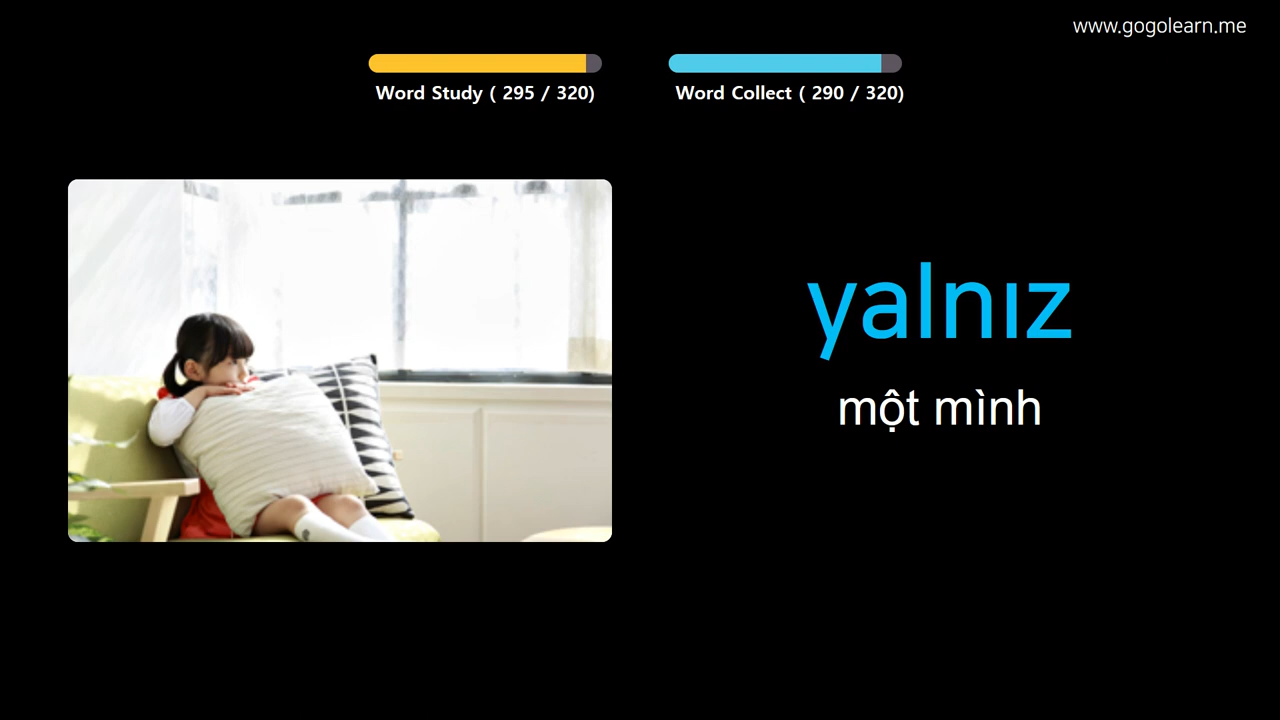 www.gogolearn.me
Word Study ( 295 / 320)
Word Collect ( 290 / 320)
yalnız
một mình